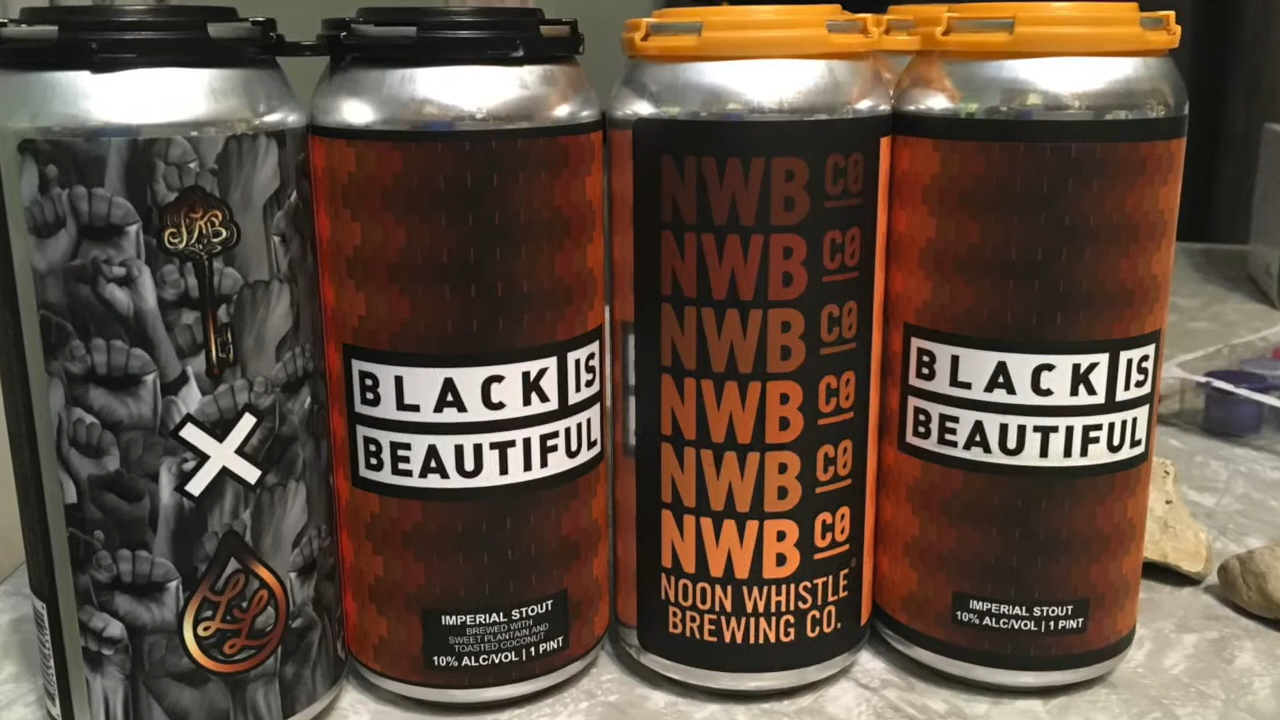 SKB
×
LL
BLACK IS
BEAUTIFUL
IMPERIAL STOUT
BREWED WITH
SWEET PLANTAIN AND
TOASTED COCONUT
10% ALC/VOL | 1 PINT
NWB CO
NWB CO
NWB CO
NWB CO
NWB CO
NWB CO
NOON WHISTLE®
BREWING CO.
BLACK IS
BEAUTIFUL
IMPERIAL STOUT
10% ALC/VOL | 1 PINT